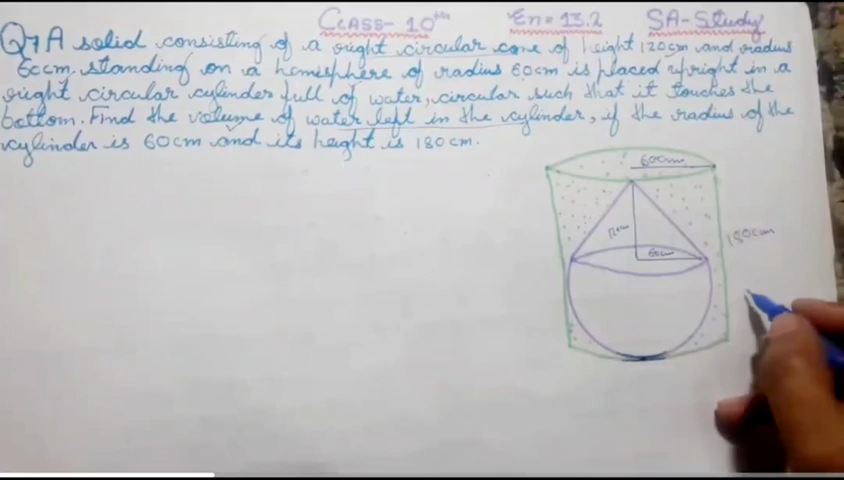 CLASS- 10th Ex= 13.2 SA-Study
Q7 A solid consisting of a right circular cone of height 120cm and radius
60cm standing on a hemisphere of radius 60cm is placed upright in a
right circular cylinder full of water, circular such that it touches the
bottom. Find the volume of water left in the cylinder, if the radius of the
cylinder is 60cm and its height is 180cm.
60cm
120cm
180cm
60cm